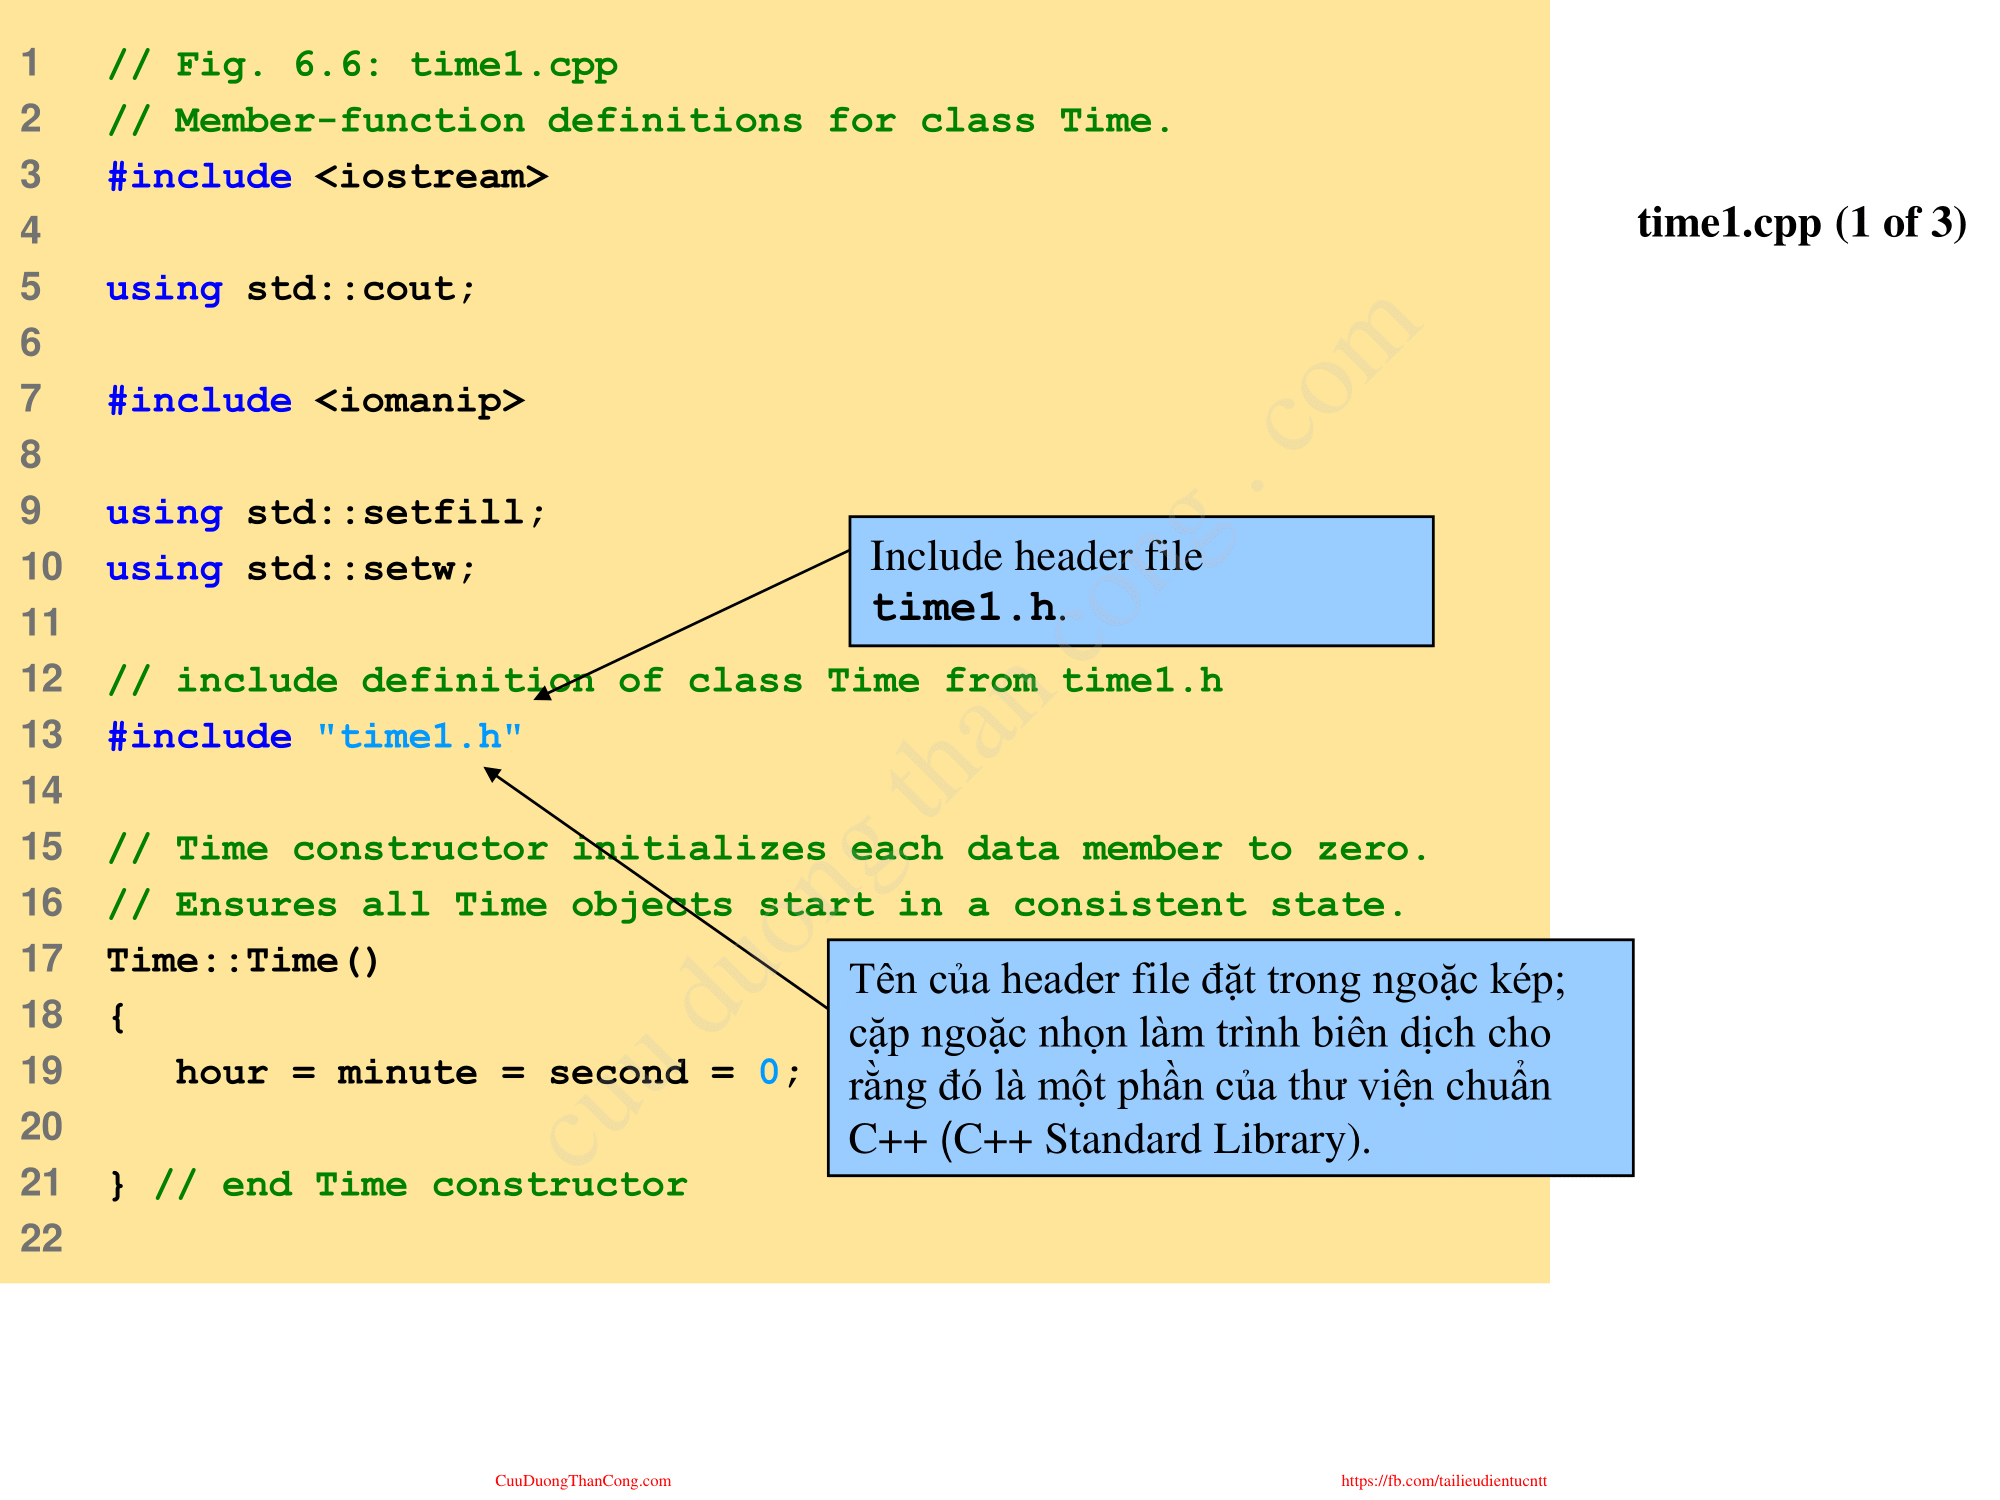 1 // Fig. 6.6: time1.cpp
2 // Member-function definitions for class Time.
3 #include <iostream>
4
5 using std::cout;
6
7 #include <iomanip>
8
9 using std::setfill;
10 using std::setw;
11
12 // include definition of class Time from time1.h
13 #include "time1.h"
14
15 // Time constructor initializes each data member to zero.
16 // Ensures all Time objects start in a consistent state.
17 Time::Time()
18 {
19 hour = minute = second = 0;
20
21 } // end Time constructor
22
time1.cpp (1 of 3)
Include header file
time1.h.
Tên của header file đặt trong ngoặc kép;
cặp ngoặc nhọn làm trình biên dịch cho
rằng đó là một phần của thư viện chuẩn
C++ (C++ Standard Library).
cuu duong than cong . com
CuuDuongThanCong.com
https://fb.com/tailieudientucntt